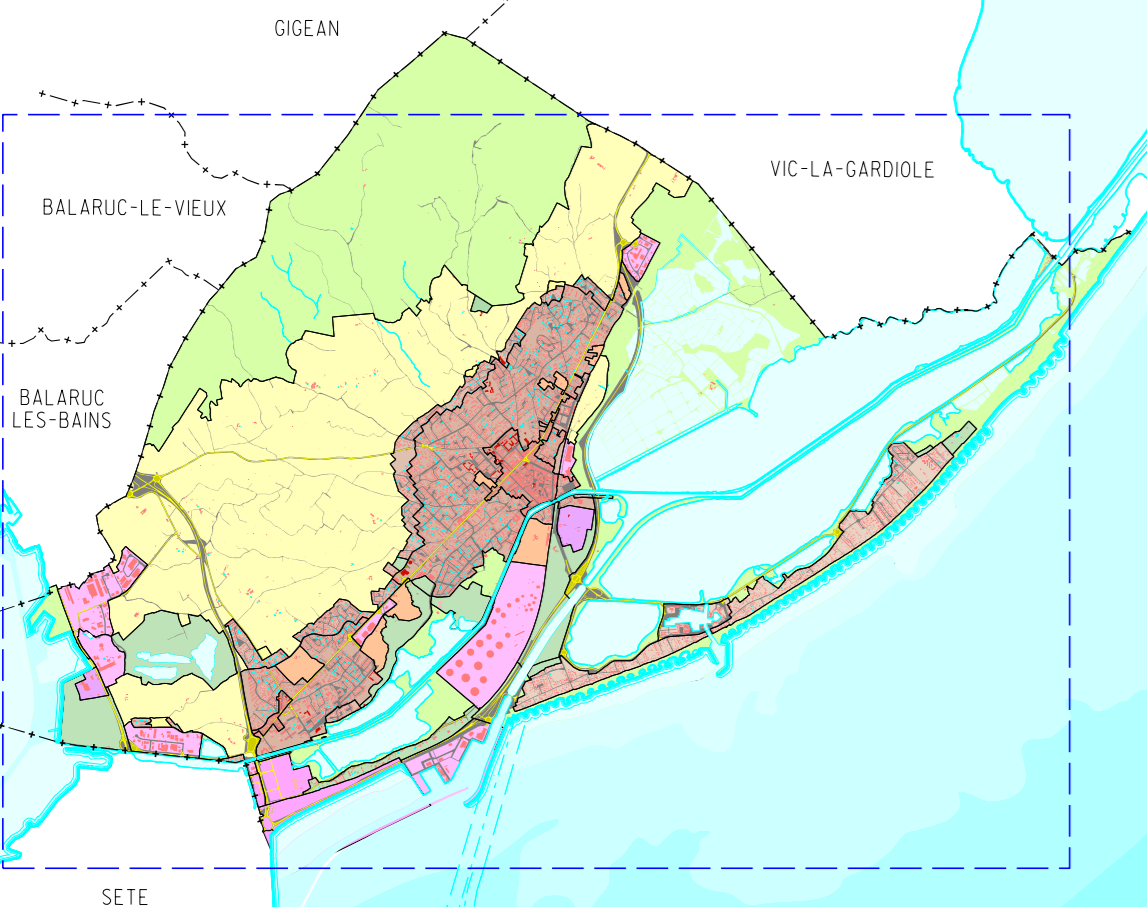 GIGEAN
VIC-LA-GARDIOLE
BALARUC-LE-VIEUX
BALARUC
LES-BAINS
SETE